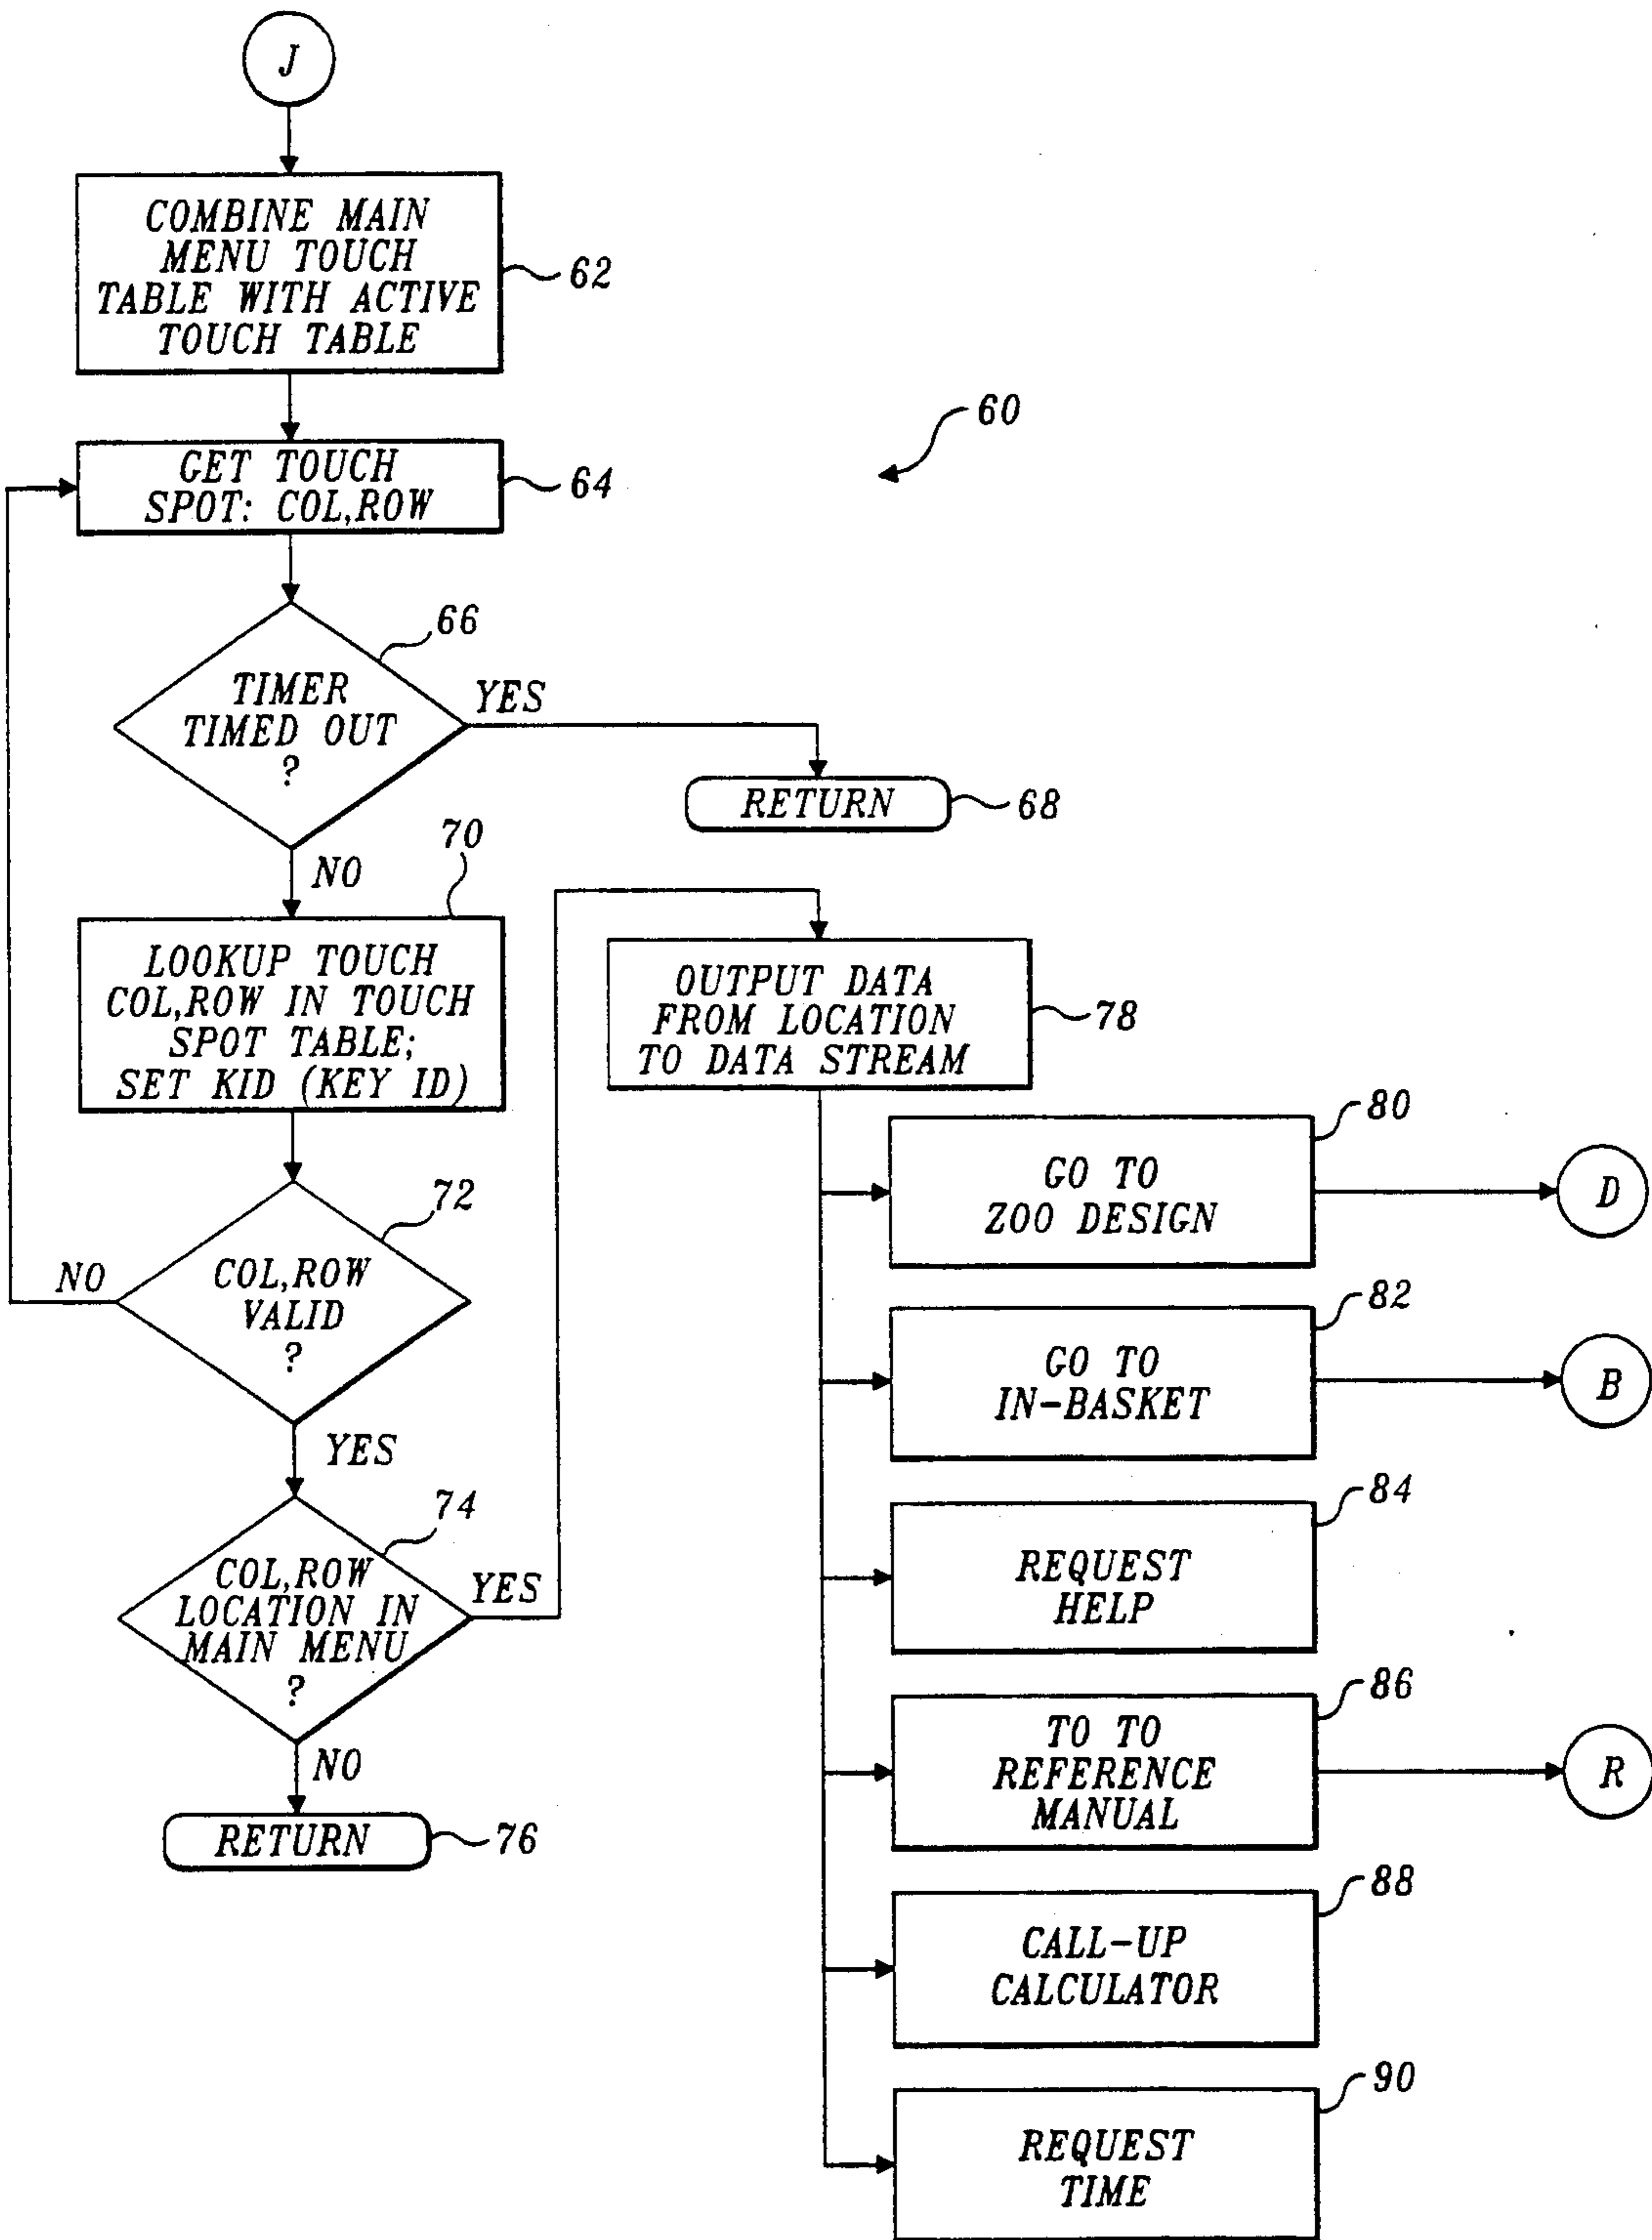 J
COMBINE MAIN
MENU TOUCH
TABLE WITH ACTIVE
TOUCH TABLE
62
60
GET TOUCH
SPOT: COL,ROW
64
66
TIMER
TIMED OUT
?
YES
RETURN
68
NO
70
LOOKUP TOUCH
COL,ROW IN TOUCH
SPOT TABLE;
SET KID (KEY ID)
72
COL,ROW
VALID
?
NO
YES
74
COL,ROW
LOCATION IN
MAIN MENU
?
YES
NO
RETURN
76
OUTPUT DATA
FROM LOCATION
TO DATA STREAM
78
80
GO TO
ZOO DESIGN
D
82
GO TO
IN-BASKET
B
84
REQUEST
HELP
86
TO TO
REFERENCE
MANUAL
R
88
CALL-UP
CALCULATOR
90
REQUEST
TIME